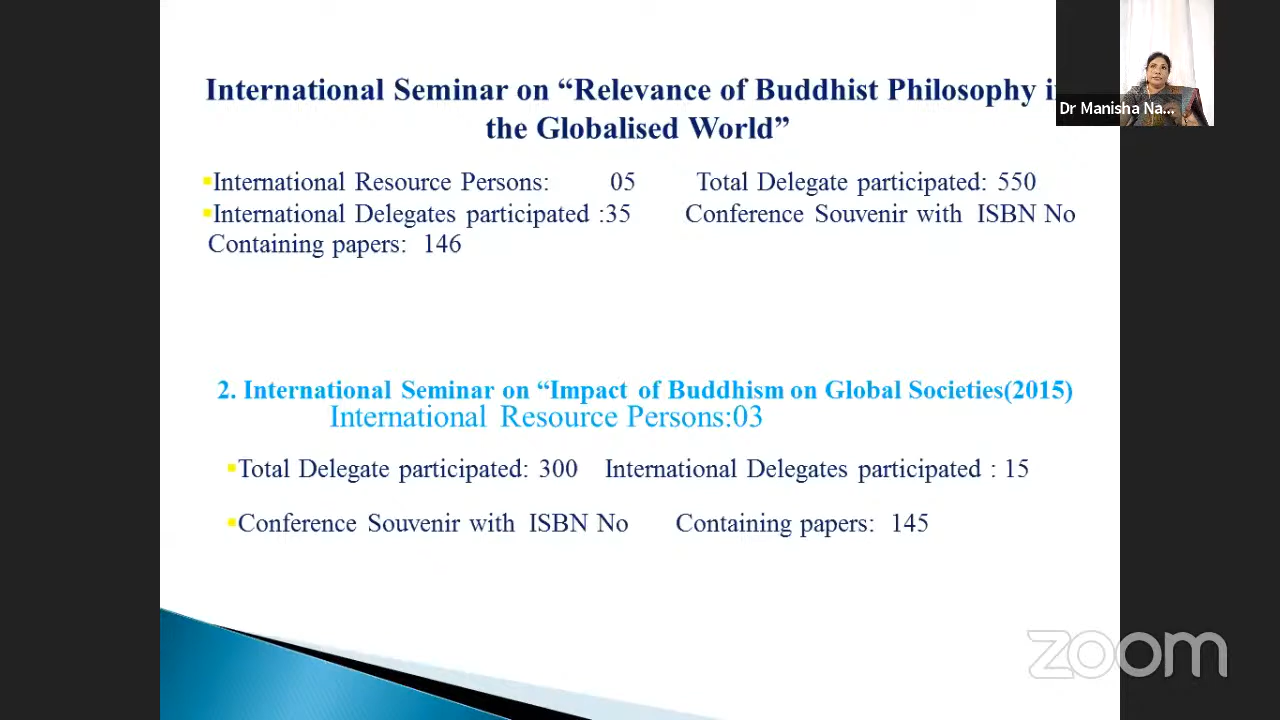 International Seminar on “Relevance of Buddhist Philosophy i
the Globalised World”
International Resource Persons: 05 Total Delegate participated: 550
International Delegates participated :35 Conference Souvenir with ISBN No
Containing papers: 146
2. International Seminar on “Impact of Buddhism on Global Societies(2015)
International Resource Persons:03
Total Delegate participated: 300 International Delegates participated : 15
Conference Souvenir with ISBN No Containing papers: 145
Dr Manisha Na...
zoom